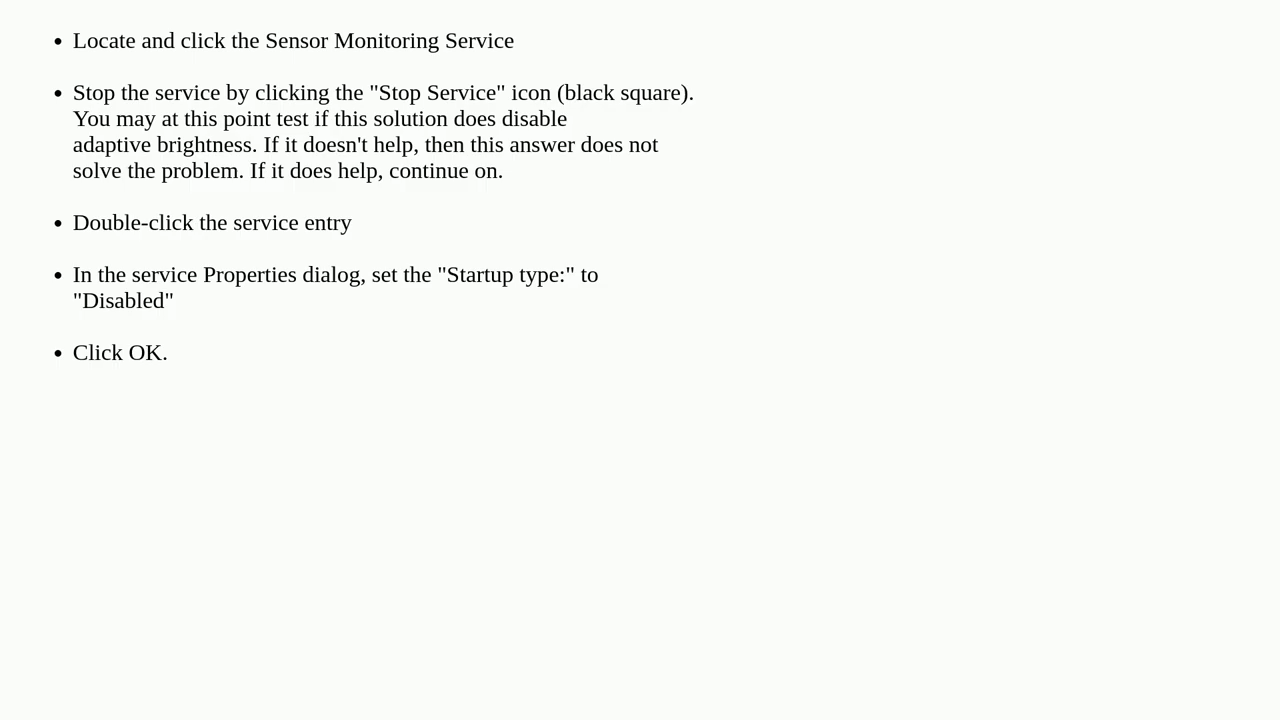 • Locate and click the Sensor Monitoring Service
• Stop the service by clicking the "Stop Service" icon (black square).
You may at this point test if this solution does disable
adaptive brightness. If it doesn't help, then this answer does not
solve the problem. If it does help, continue on.
• Double-click the service entry
• In the service Properties dialog, set the "Startup type:" to
"Disabled"
• Click OK.